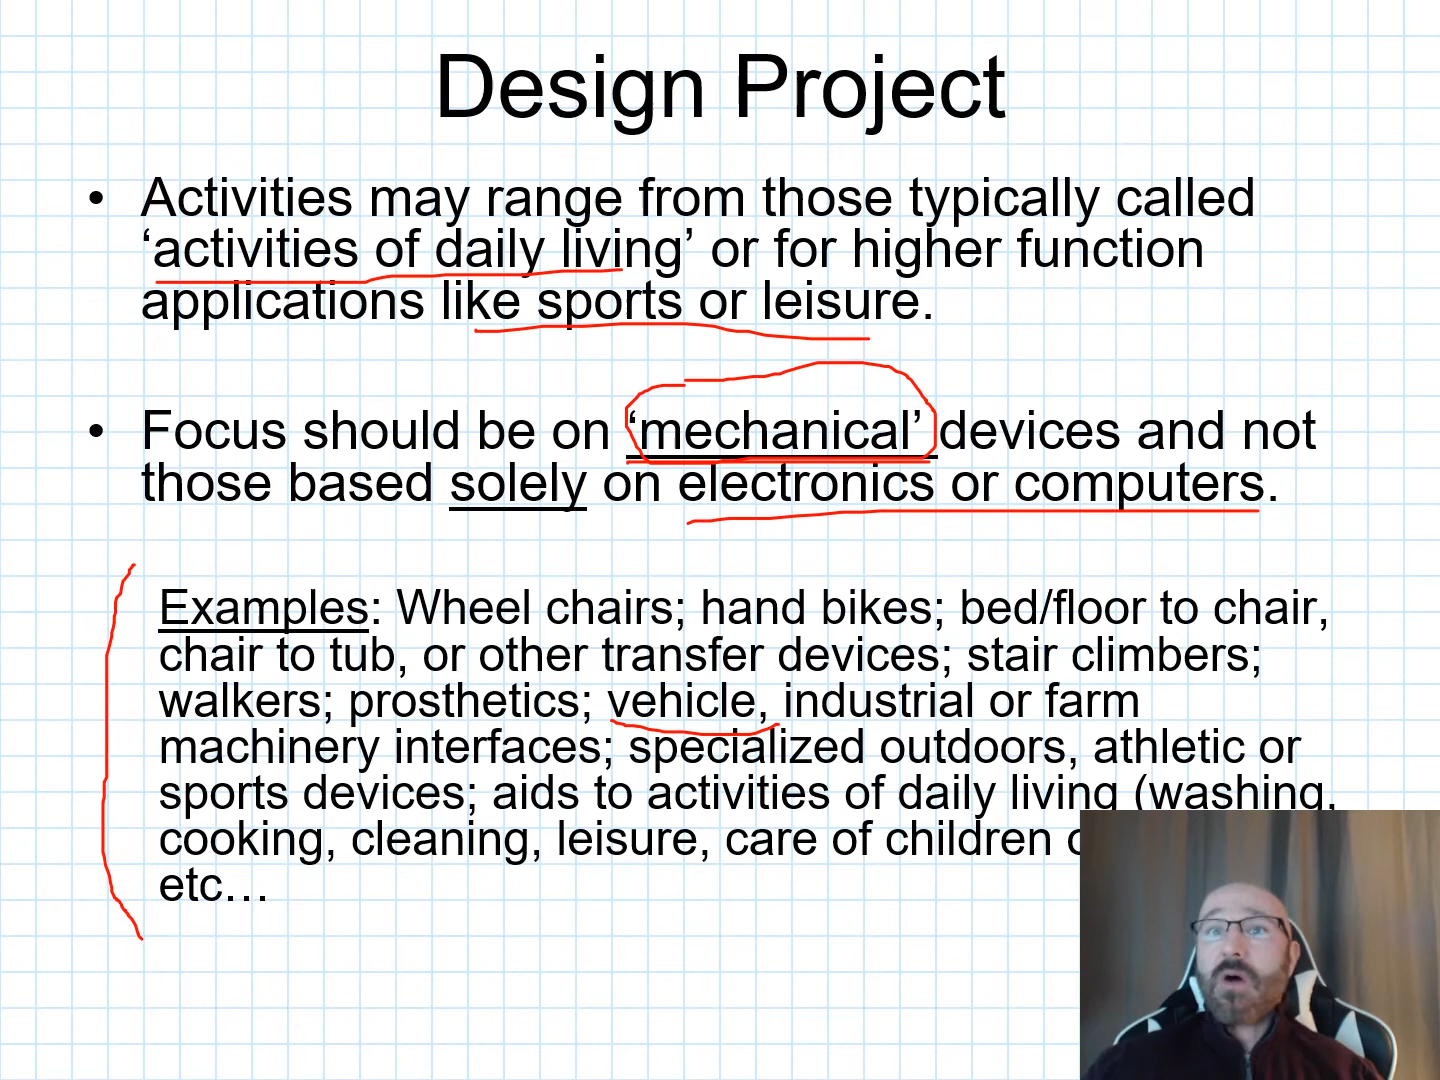 Design Project
• Activities may range from those typically called
‘activities of daily living’ or for higher function
applications like sports or leisure.
• Focus should be on ‘mechanical’ devices and not
those based solely on electronics or computers.
Examples: Wheel chairs; hand bikes; bed/floor to chair,
chair to tub, or other transfer devices; stair climbers;
walkers; prosthetics; vehicle, industrial or farm
machinery interfaces; specialized outdoors, athletic or
sports devices; aids to activities of daily living (washing,
cooking, cleaning, leisure, care of children
etc…